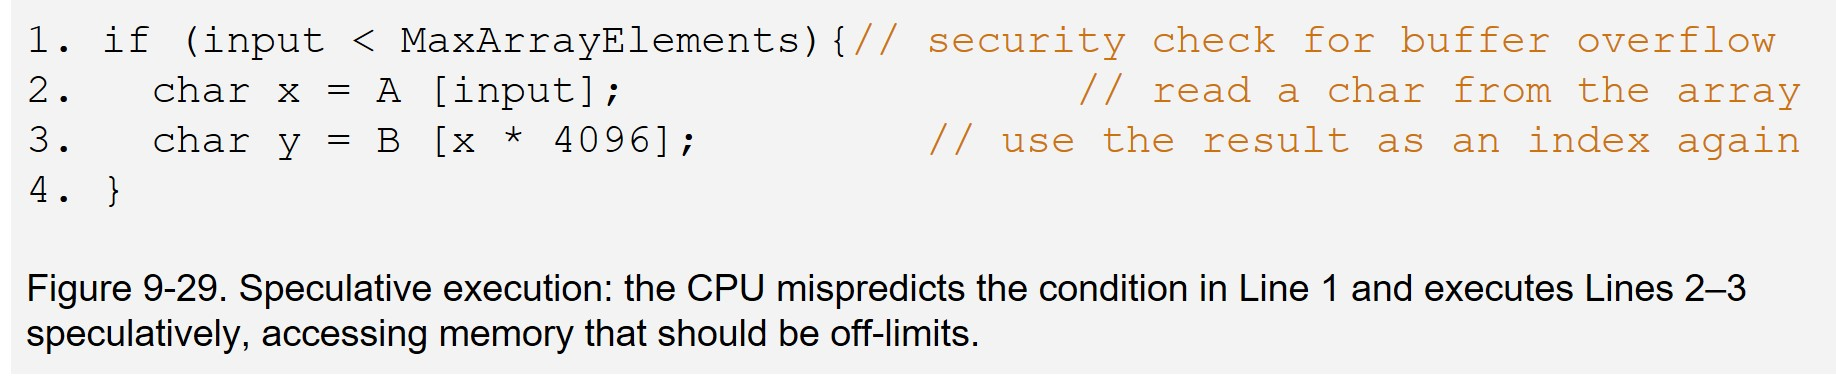 1. if (input < MaxArrayElements){// security check for buffer overflow
2. char x = A [input]; // read a char from the array
3. char y = B [x * 4096]; // use the result as an index again
4. }
Figure 9-29. Speculative execution: the CPU mispredicts the condition in Line 1 and executes Lines 2–3
speculatively, accessing memory that should be off-limits.